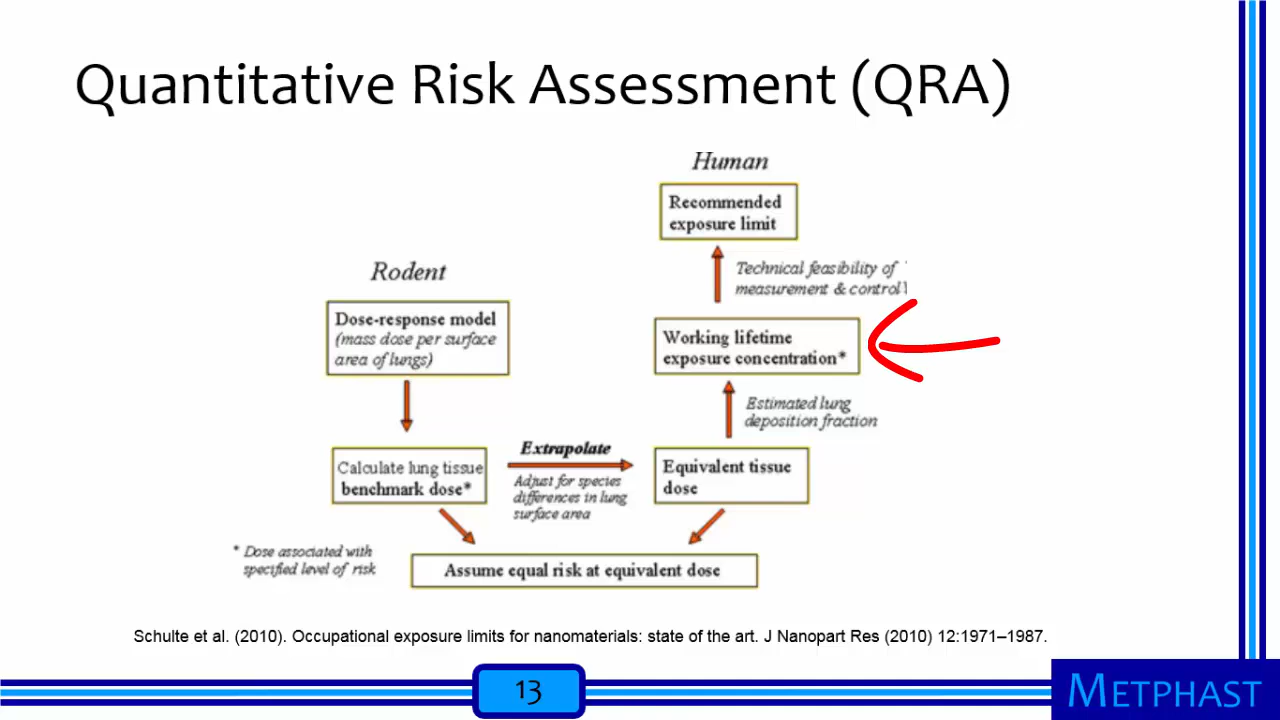 Quantitative Risk Assessment (QRA)
Human
Recommended
exposure limit
Technical feasibility of
measurement & control
Rodent
Dose-response model
(mass dose per surface
area of lungs)
Working lifetime
exposure concentration*
Estimated lung
deposition fraction
Extrapolate
Calculate lung tissue
benchmark dose*
Adjust for species
differences in lung
surface area
Equivalent tissue
dose
* Dose associated with
specified level of risk
Assume equal risk at equivalent dose
Schulte et al. (2010). Occupational exposure limits for nanomaterials: state of the art. J Nanopart Res (2010) 12:1971–1987.
13
METPHAST